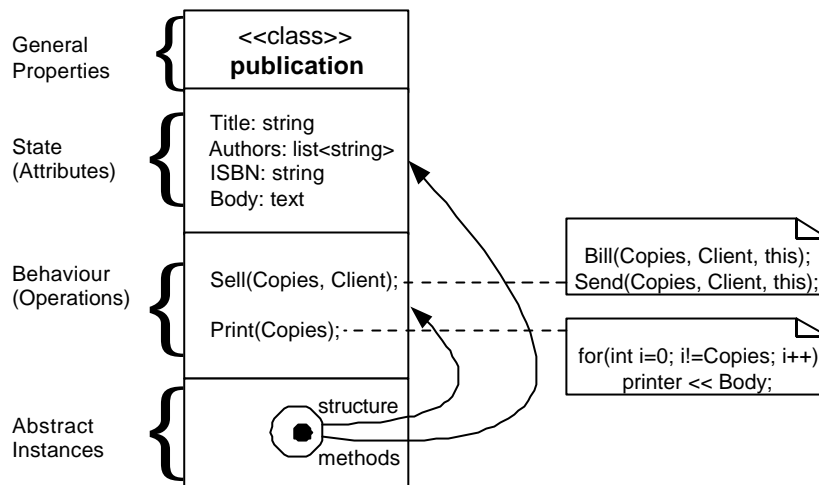 General
Properties
<<class>>
publication
State
(Attributes)
Title: string
Authors: list<string>
ISBN: string
Body: text
Behaviour
(Operations)
Sell(Copies, Client);
Print(Copies);
Bill(Copies, Client, this);
Send(Copies, Client, this);
for(int i=0; i!=Copies; i++)
printer << Body;
Abstract
Instances
structure
methods